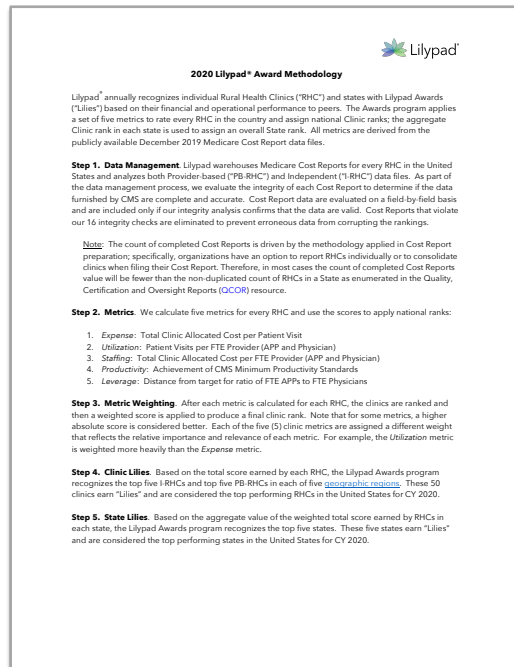 Lilypad®
2020 Lilypad® Award Methodology
Lilypad® annually recognizes individual Rural Health Clinics ("RHC") and states with Lilypad Awards
("Lilies") based on their financial and operational performance to peers.  The Awards program applies
a set of five metrics to rate every RHC in the country and assign national Clinic ranks; the aggregate
Clinic rank in each state is used to assign an overall State rank.  All metrics are derived from the
publicly available December 2019 Medicare Cost Report data files.
Step 1.  Data Management. Lilypad warehouses Medicare Cost Reports for every RHC in the United
States and analyzes both Provider-based ("PB-RHC") and Independent ("I-RHC") data files.  As part of
the data management process, we evaluate the integrity of each Cost Report to determine if the data
furnished by CMS are complete and accurate.  Cost Report data are evaluated on a field-by-field basis
and are included only if our integrity analysis confirms that the data are valid.  Cost Reports that violate
our 16 integrity checks are eliminated to prevent erroneous data from corrupting the rankings.
Note:  The count of completed Cost Reports is driven by the methodology applied in Cost Report
preparation; specifically, organizations have an option to report RHCs individually or to consolidate
clinics when filing their Cost Report. Therefore, in most cases the count of completed Cost Reports
value will be fewer than the non-duplicated count of RHCs in a State as enumerated in the Quality,
Certification and Oversight Reports (QCOR) resource.
Step 2.  Metrics.  We calculate five metrics for every RHC and use the scores to apply national ranks:
1.  Expense:  Total Clinic Allocated Cost per Patient Visit
2.  Utilization:  Patient Visits per FTE Provider (APP and Physician)
3.  Staffing:  Total Clinic Allocated Cost per FTE Provider (APP and Physician)
4.  Productivity:  Achievement of CMS Minimum Productivity Standards
5.  Leverage:  Distance from target for ratio of FTE APPs to FTE Physicians
Step 3.  Metric Weighting.  After each metric is calculated for each RHC, the clinics are ranked and
then a weighted score is applied to produce a final clinic rank.  Note that for some metrics, a higher
absolute score is considered better.  Each of the five (5) clinic metrics are assigned a different weight
that reflects the relative importance and relevance of each metric.  For example, the Utilization metric
is weighted more heavily than the Expense metric.
Step 4.  Clinic Lilies.  Based on the total score earned by each RHC, the Lilypad Awards program
recognizes the top five I-RHCs and top five PB-RHCs in each of five geographic regions.  These 50
clinics earn "Lilies" and are considered the top performing RHCs in the United States for CY 2020.
Step 5.  State Lilies.  Based on the aggregate value of the weighted total score earned by RHCs in
each state, the Lilypad Awards program recognizes the top five states.  These five states earn "Lilies"
and are considered the top performing states in the United States for CY 2020.